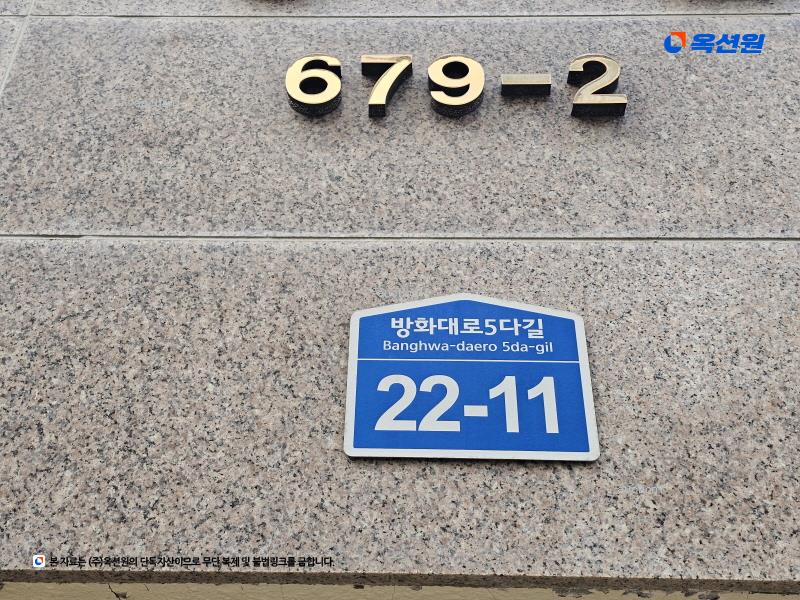 옥션원
679-2
방화대로5다길
Banghwa-daero 5da-gil
22-11
본 자료는 (주)옥션원의 단독자산이므로 무단 복제 및 불법링크를 금합니다.